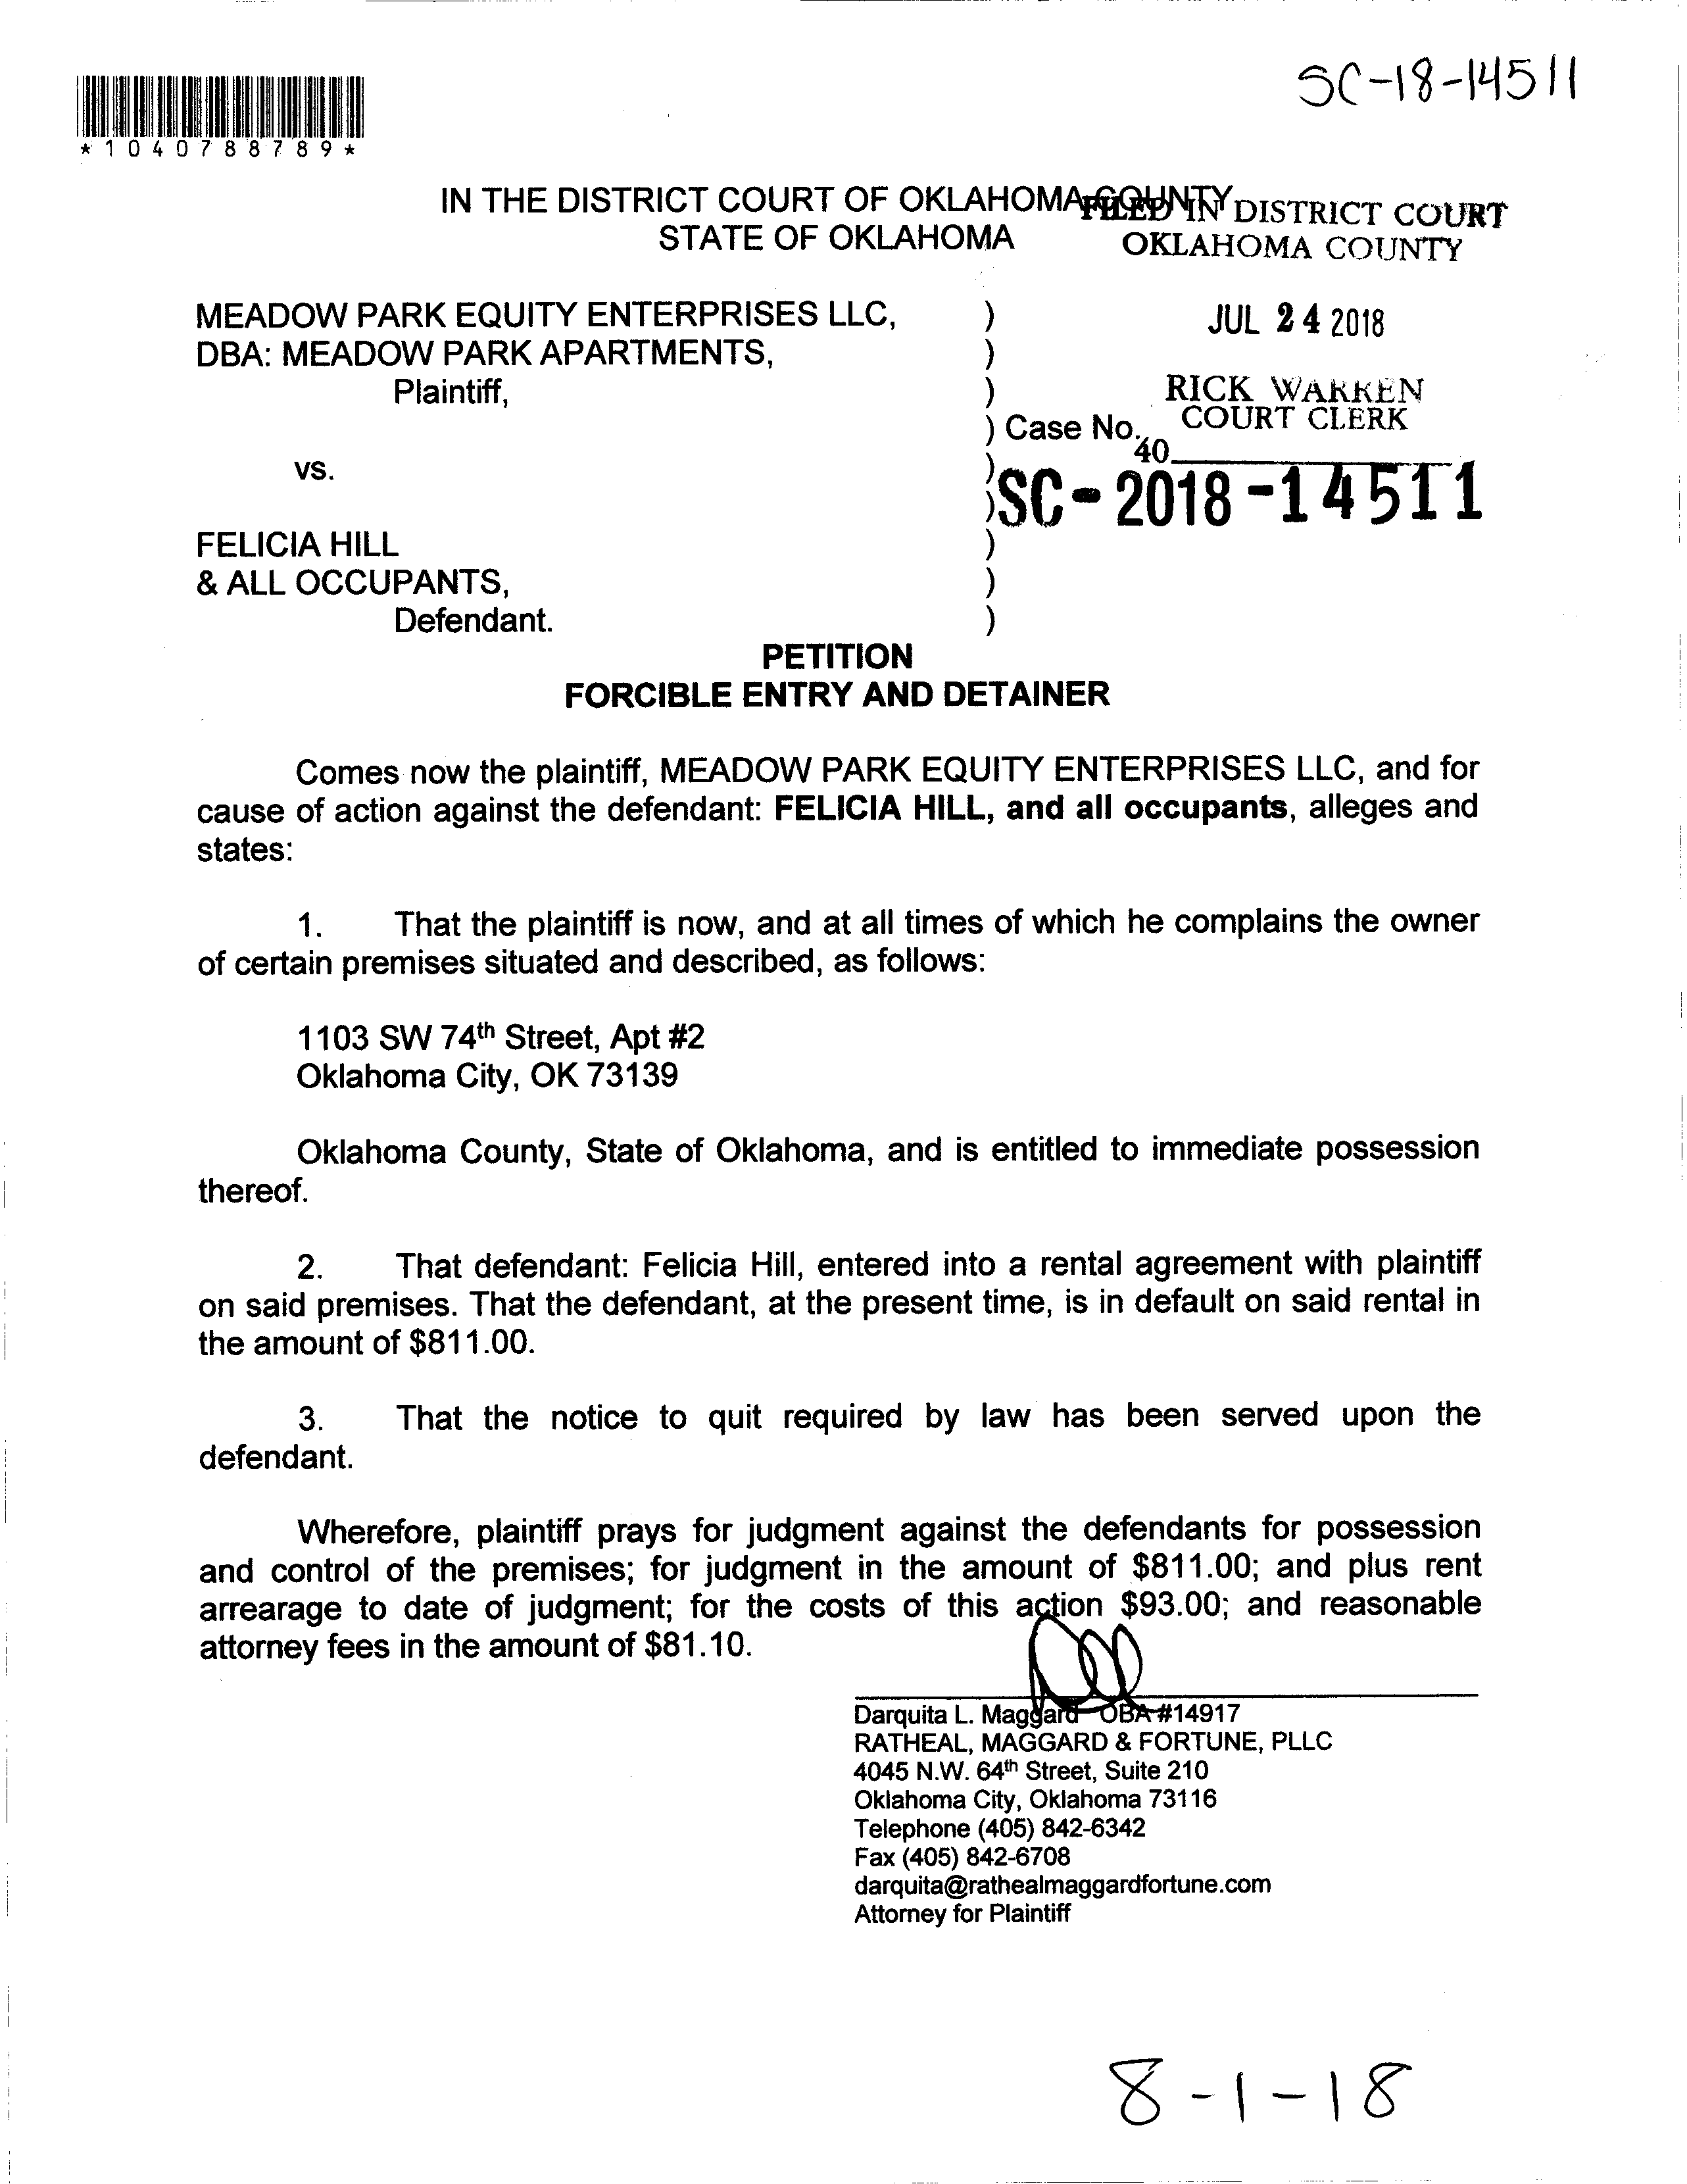 SC-18-14511
*1040788789*
IN THE DISTRICT COURT OF OKLAHOMA COUNTY
STATE OF OKLAHOMA
FILED IN DISTRICT COURT
OKLAHOMA COUNTY
JUL 24 2018
RICK WARREN
COURT CLERK
40
MEADOW PARK EQUITY ENTERPRISES LLC, )
DBA: MEADOW PARK APARTMENTS, )
Plaintiff, )
) Case No.
vs. )
) SC-2018-14511
FELICIA HILL )
& ALL OCCUPANTS, )
Defendant. )
PETITION
FORCIBLE ENTRY AND DETAINER
Comes now the plaintiff, MEADOW PARK EQUITY ENTERPRISES LLC, and for
cause of action against the defendant: FELICIA HILL, and all occupants, alleges and
states:
1. That the plaintiff is now, and at all times of which he complains the owner
of certain premises situated and described, as follows:
1103 SW 74th Street, Apt #2
Oklahoma City, OK 73139
Oklahoma County, State of Oklahoma, and is entitled to immediate possession
thereof.
2. That defendant: Felicia Hill, entered into a rental agreement with plaintiff
on said premises. That the defendant, at the present time, is in default on said rental in
the amount of $811.00.
3. That the notice to quit required by law has been served upon the
defendant.
Wherefore, plaintiff prays for judgment against the defendants for possession
and control of the premises; for judgment in the amount of $811.00; and plus rent
arrearage to date of judgment; for the costs of this action $93.00; and reasonable
attorney fees in the amount of $81.10.
Darquita L. Maggard OBA #14917
RATHEAL, MAGGARD & FORTUNE, PLLC
4045 N.W. 64th Street, Suite 210
Oklahoma City, Oklahoma 73116
Telephone (405) 842-6342
Fax (405) 842-6708
darquita@rathealmaggardfortune.com
Attorney for Plaintiff
8-1-18